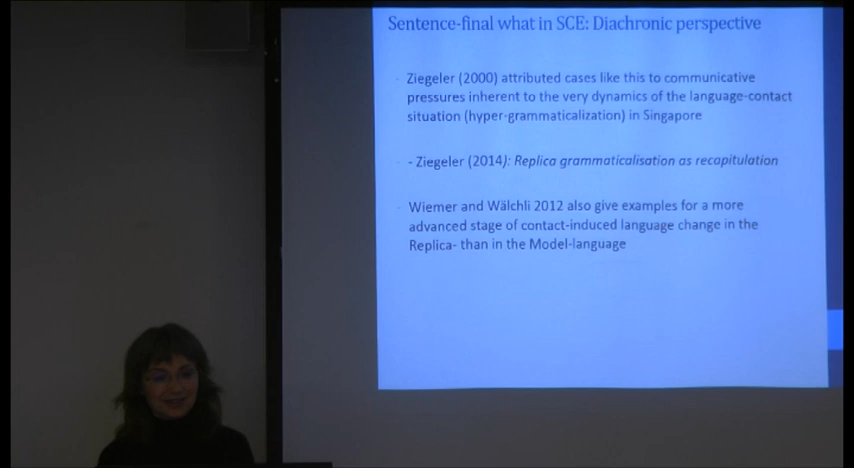 Sentence-final what in SCE: Diachronic perspective
Ziegeler (2000) attributed cases like this to communicative
pressures inherent to the very dynamics of the language-contact
situation (hyper-grammaticalization) in Singapore
- Ziegeler (2014): Replica grammaticalisation as recapitulation
Wiemer and Wälchli 2012 also give examples for a more
advanced stage of contact-induced language change in the
Replica- than in the Model-language